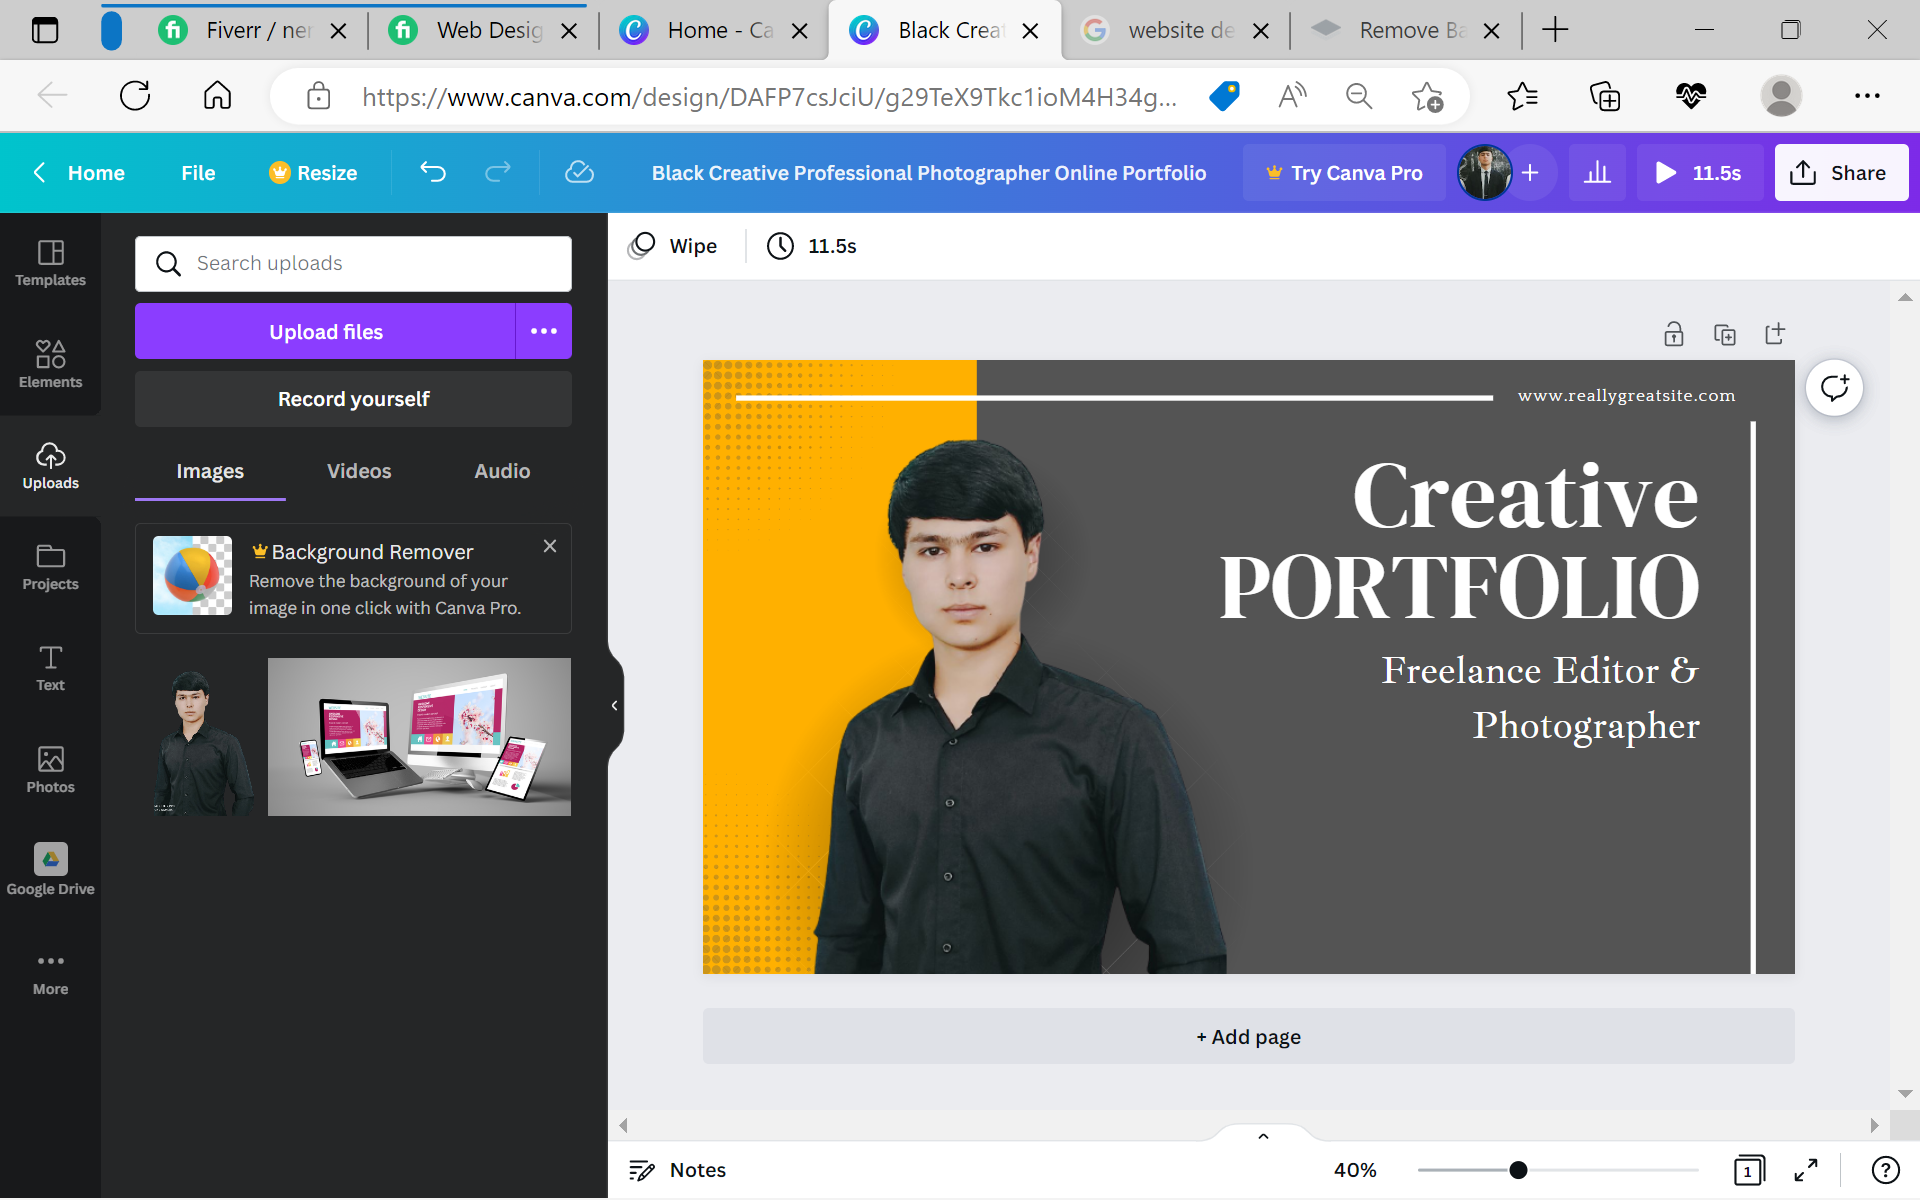 Fiverr / ner
Web Desig
Home - Ca
Black Creat
website de
Remove Ba
https://www.canva.com/design/DAFP7csJciU/g29TeX9Tkc1ioM4H34g...
Home
File
Resize
Black Creative Professional Photographer Online Portfolio
Try Canva Pro
11.5s
Share
Templates
Elements
Uploads
Projects
Text
Photos
Google Drive
More
Search uploads
Upload files
Record yourself
Images
Videos
Audio
Background Remover
Remove the background of your
image in one click with Canva Pro.
Wipe
11.5s
www.reallygreatsite.com
Creative
PORTFOLIO
Freelance Editor &
Photographer
+ Add page
Notes
40%
1